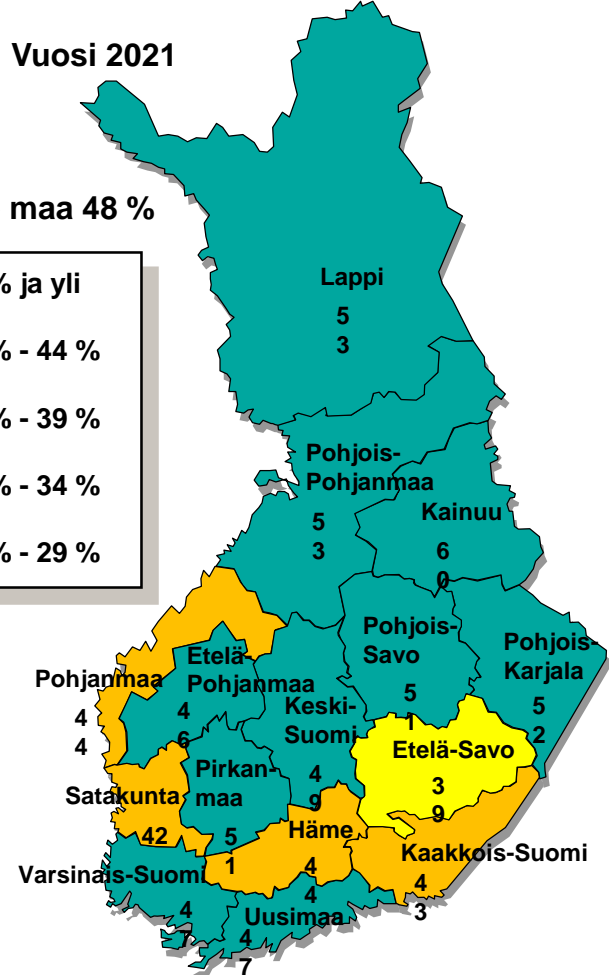 Vuosi 2021
maa 48 %
% ja yli
% - 44 %
% - 39 %
% - 34 %
% - 29 %
Lappi
5
3
Pohjois-
Pohjanmaa
5
3
Kainuu
6
0
Pohjois-
Savo
5
1
Pohjois-
Karjala
5
2
Pohjanmaa
4
4
Etelä-
Pohjanmaa
4
6
Keski-
Suomi
4
9
Etelä-Savo
3
9
Satakunta
42
Pirkan-
maa
5
1
Häme
4
4
Kaakkois-Suomi
4
3
Varsinais-Suomi
4
7
Uusimaa
4
7